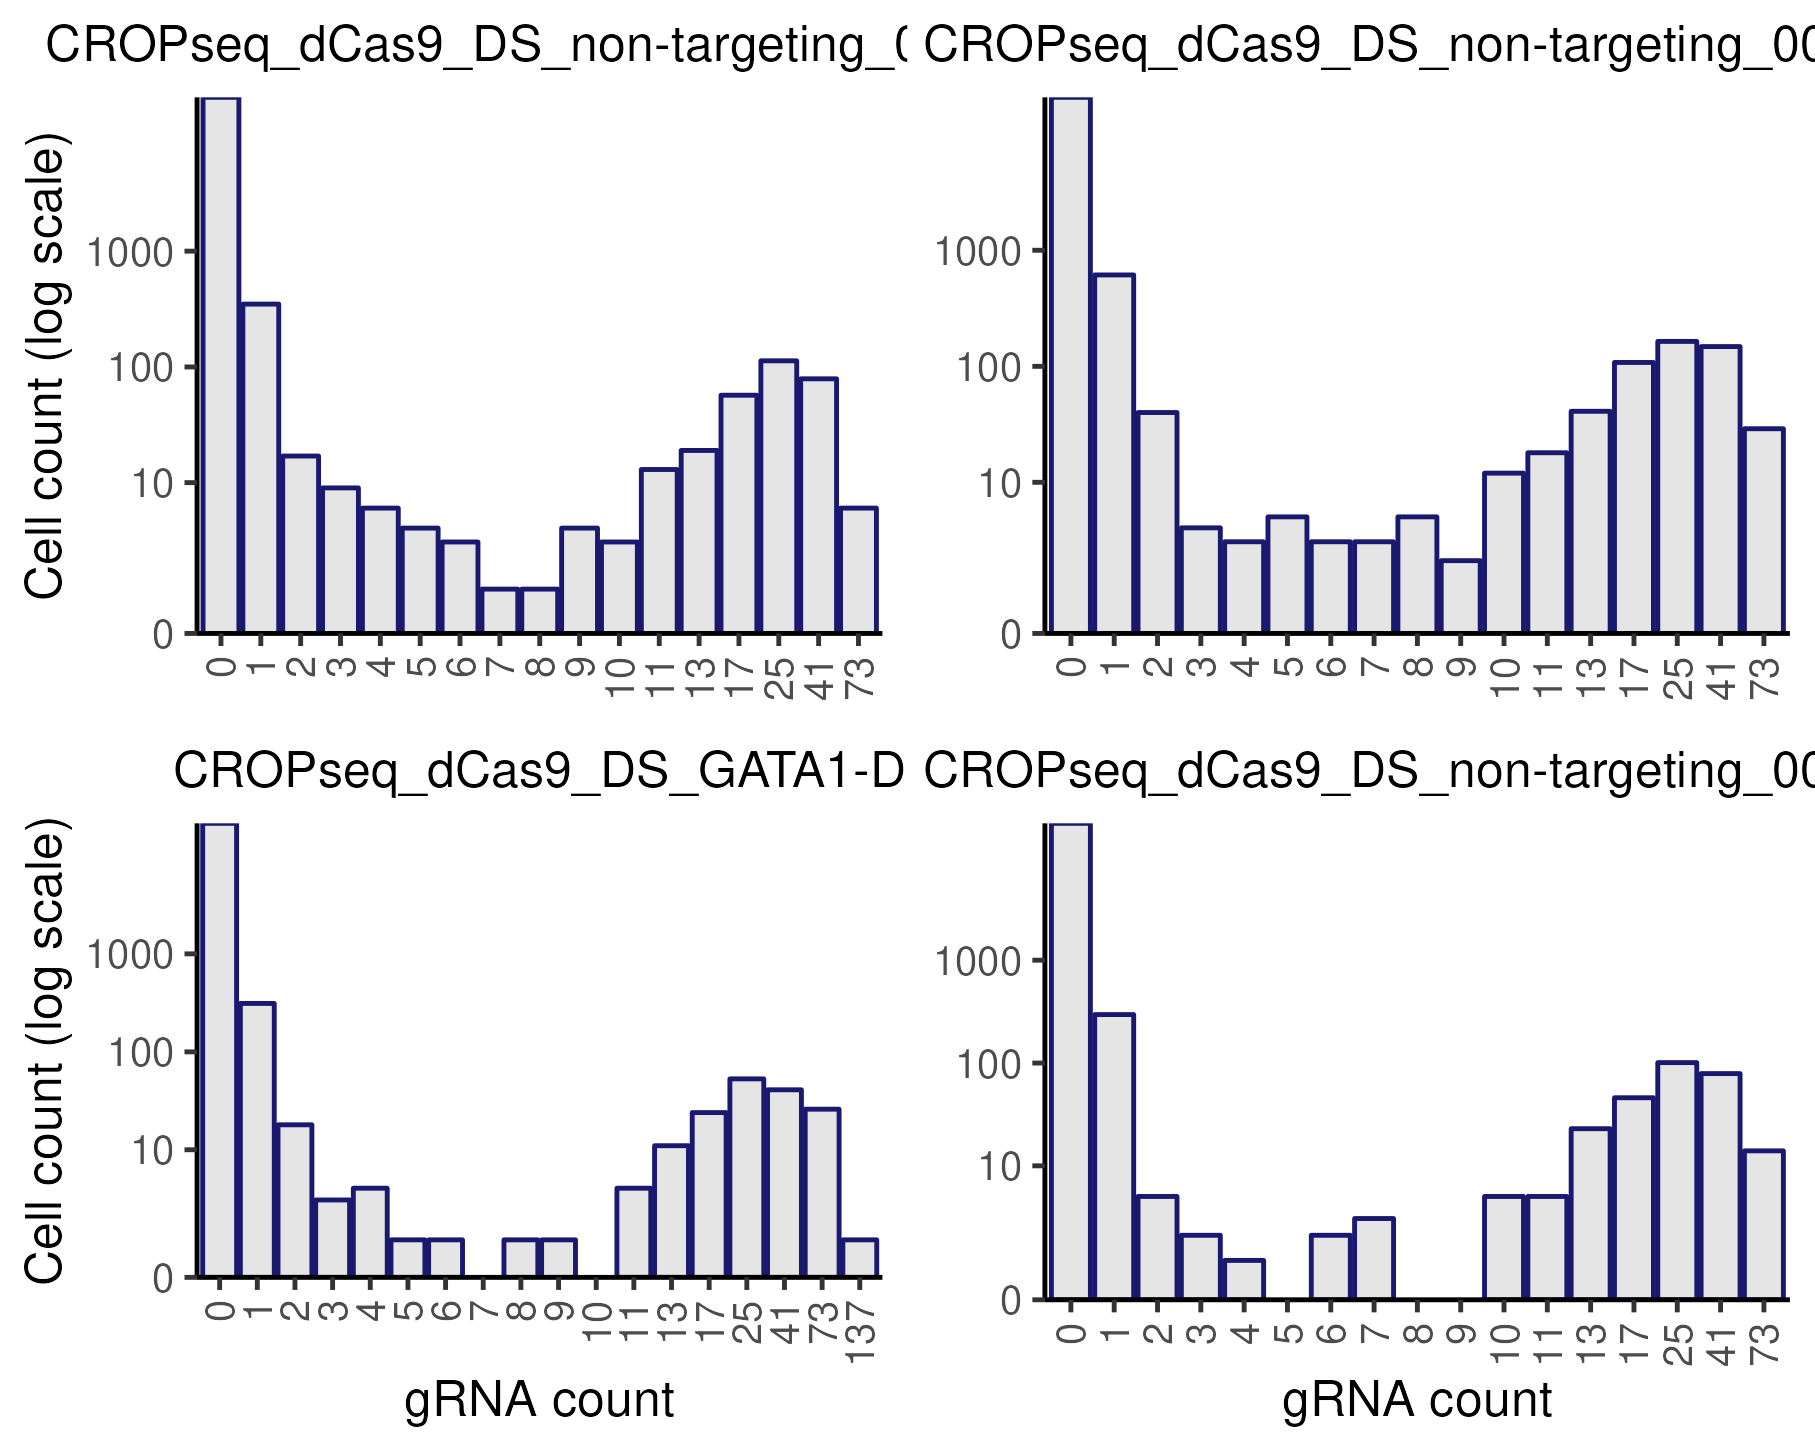 CROPseq_dCas9_DS_non-targeting_0
CROPseq_dCas9_DS_non-targeting_00
Cell count (log scale)
1000
100
10
0
0 1 2 3 4 5 6 7 8 9 10 11 13 17 25 41 73
1000
100
10
0
0 1 2 3 4 5 6 7 8 9 10 11 13 17 25 41 73
CROPseq_dCas9_DS_GATA1-D
CROPseq_dCas9_DS_non-targeting_00
Cell count (log scale)
1000
100
10
0
0 1 2 3 4 5 6 7 8 9 10 11 13 17 25 41 73 137
gRNA count
1000
100
10
0
0 1 2 3 4 5 6 7 8 9 10 11 13 17 25 41 73
gRNA count